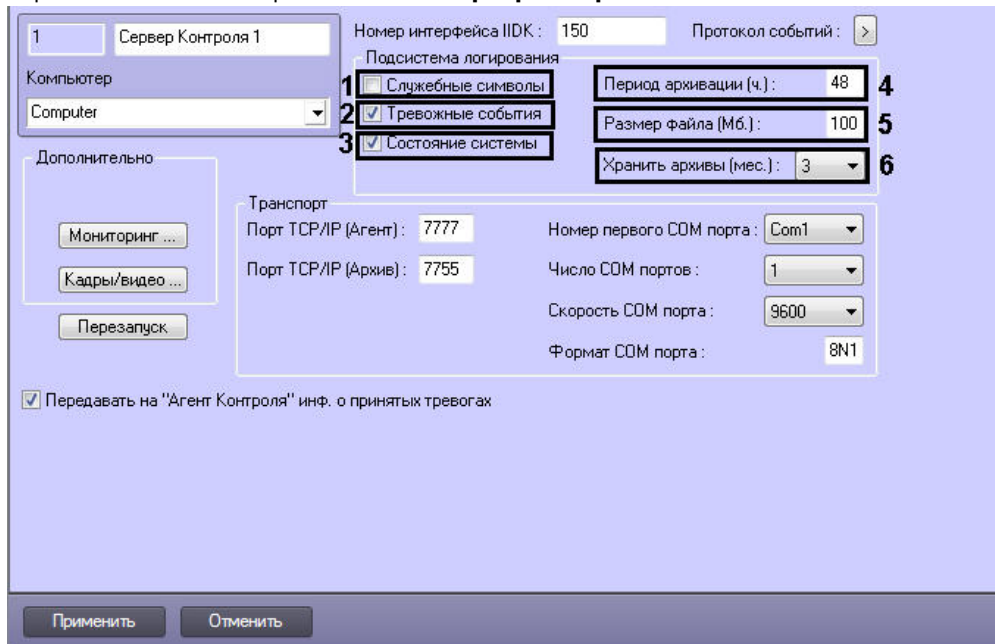 1 Сервер Контроля 1 Номер интерфейса IIDK : 150 Протокол событий : >
Подсистема логирования
Компьютер
Computer
1 Служебные символы Период архивации (ч.) : 48 4
2 Тревожные события Размер файла (Мб.) : 100 5
3 Состояние системы
Хранить архивы (мес.) : 3 6
Дополнительно
Мониторинг ...
Кадры/видео ...
Перезапуск
Транспорт
Порт TCP/IP (Агент) : 7777 Номер первого COM порта : Com1
Порт TCP/IP (Архив) : 7755 Число COM портов : 1
Скорость COM порта : 9600
Формат COM порта : 8N1
Передавать на "Агент Контроля" инф. о принятых тревогах
Применить Отменить